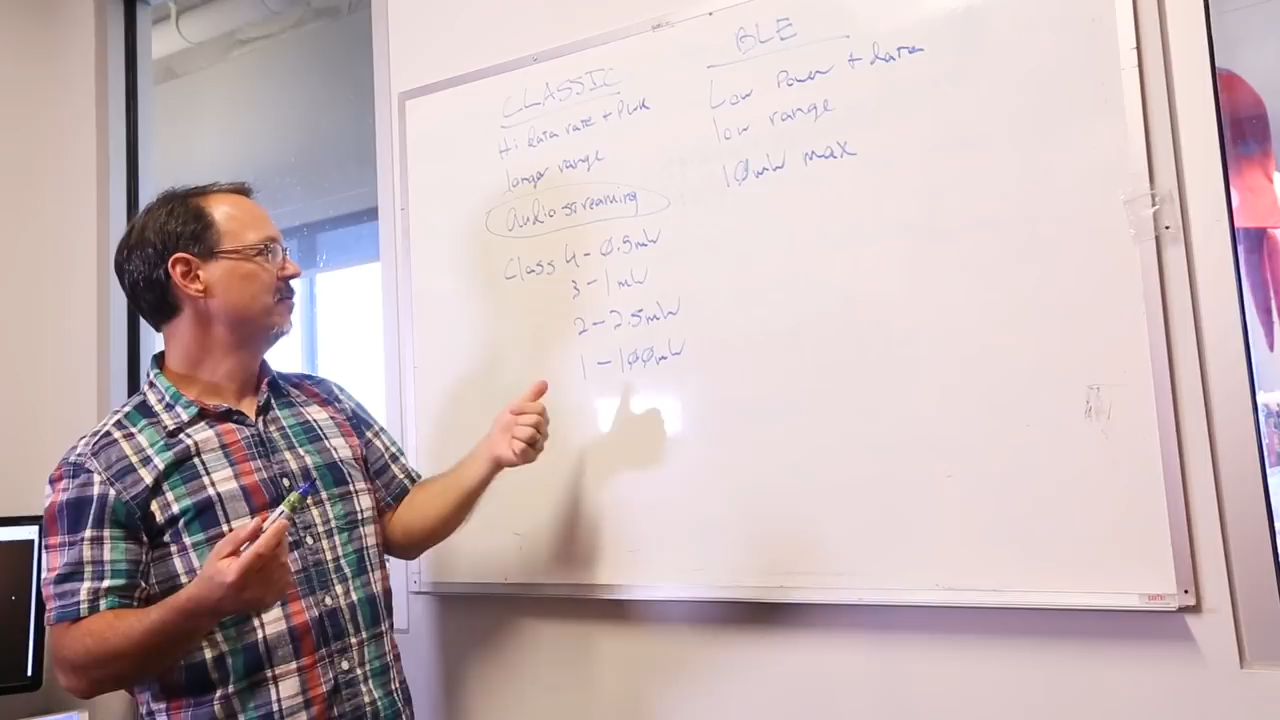 CLASSIC
Hi data rate + PWR
longer range
Audio streaming
Class 4 - 0.5mW
3 - 1mW
2 - 2.5mW
1 - 100mW
BLE
Low Power + data
low range
10mW max